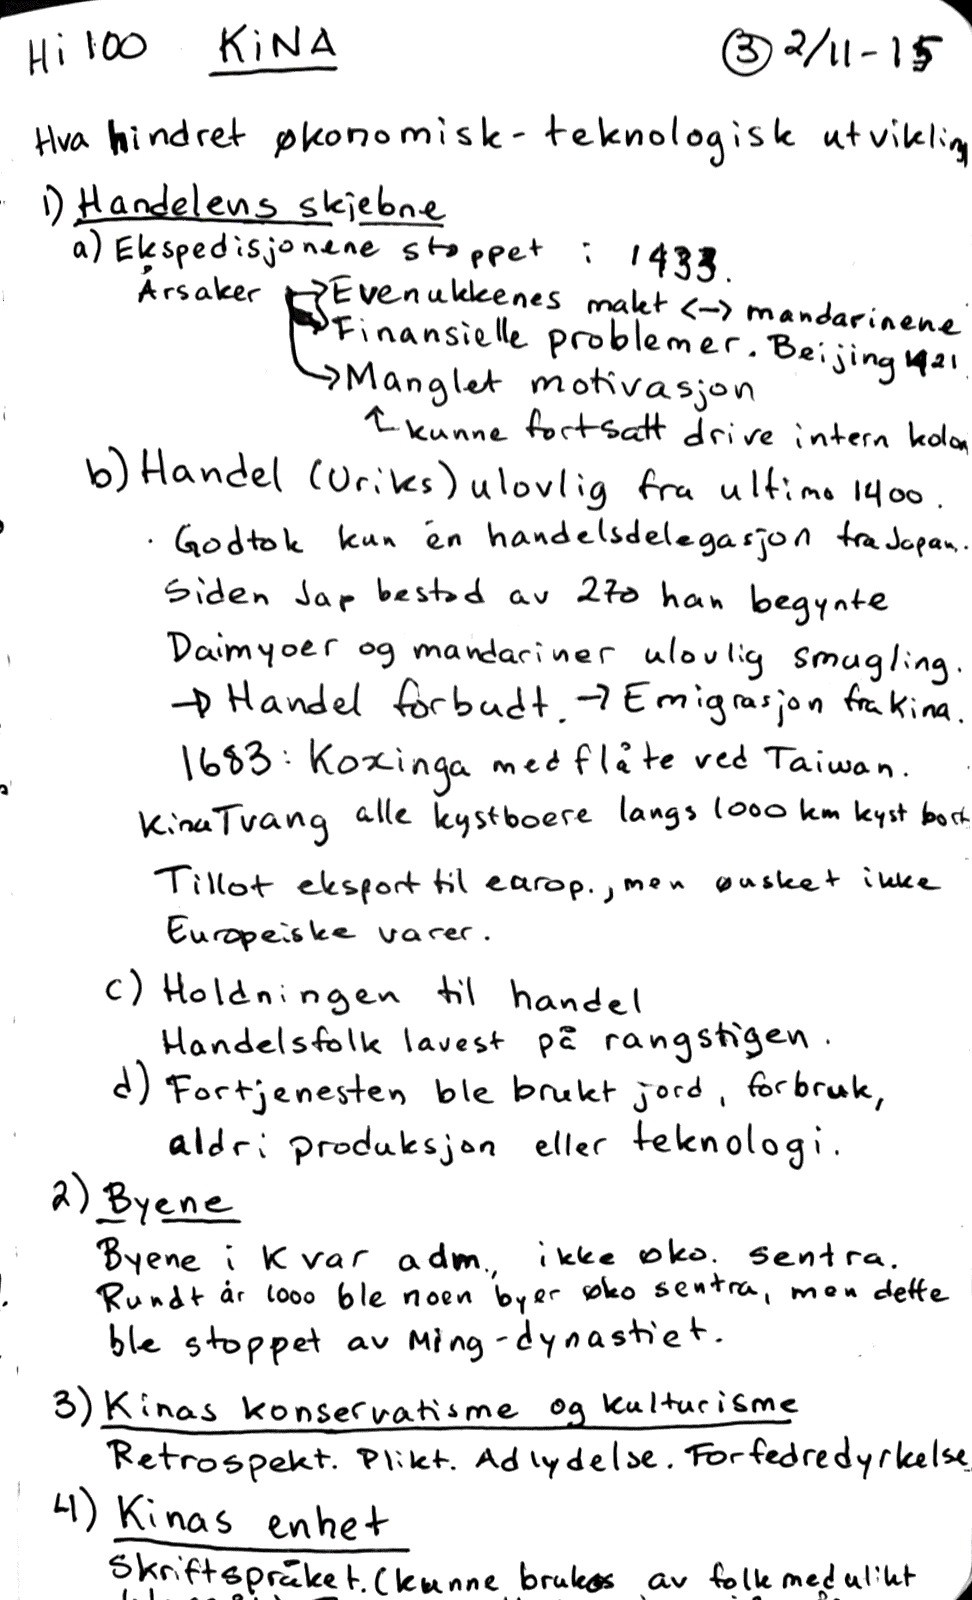 Hi 100 KiNA ③ 2/11-15
Hva hindret økonomisk-teknologisk utvikling
1) Handelens skjebne
a) Ekspedisjonene stoppet i 1433.
Årsaker → Evenukkenes makt <-> mandarinene
→ Finansielle problemer. Beijing 1421.
→ Manglet motivasjon
↑ kunne fortsatt drive intern kolon
b) Handel (Uriks) ulovlig fra ultimo 1400.
· Godtok kun én handelsdelegasjon fra Japan.
Siden Jap bestod av 270 han begynte
Daimyoer og mandariner ulovlig smugling.
→ Handel forbudt. → Emigrasjon fra Kina.
1683: Koxinga med flåte ved Taiwan.
Kina Tvang alle kystboere langs 1000 km kyst bort
Tillot eksport til europ., men ønsket ikke
Europeiske varer.
c) Holdningen til handel
Handelsfolk lavest på rangstigen.
d) Fortjenesten ble brukt jord, forbruk,
aldri produksjon eller teknologi.
2) Byene
Byene i K var adm., ikke øko. sentra.
Rundt år 1000 ble noen byer øko sentra, men dette
ble stoppet av Ming-dynastiet.
3) Kinas konservatisme og kulturisme
Retrospekt. Plikt. Adlydelse. Forfedredyrkelse
4) Kinas enhet
Skriftspråket. (kunne brukes av folk med ulikt